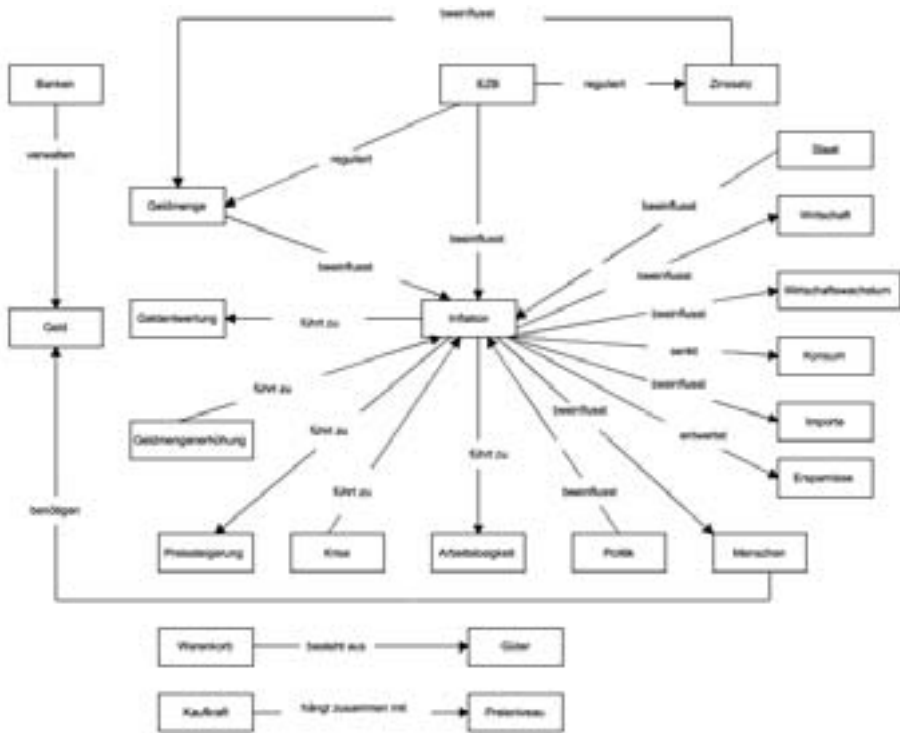 beeinflusst
Banken
EZB
reguliert
Zinssatz
verwalten
reguliert
Staat
Geldmenge
beeinflusst
Wirtschaft
beeinflusst
beeinflusst
beeinflusst
Wirtschaftswachstum
Geld
Geldentwertung
führt zu
Inflation
beeinflusst
senkt
Konsum
führt zu
beeinflusst
beeinflusst
Importe
Geldmengenerhöhung
führt zu
führt zu
entwertet
Ersparnisse
benötigen
führt zu
beeinflusst
Preissteigerung
Krise
Arbeitslosigkeit
Politik
Menschen
Warenkorb
besteht aus
Güter
Kaufkraft
hängt zusammen mit
Preisniveau